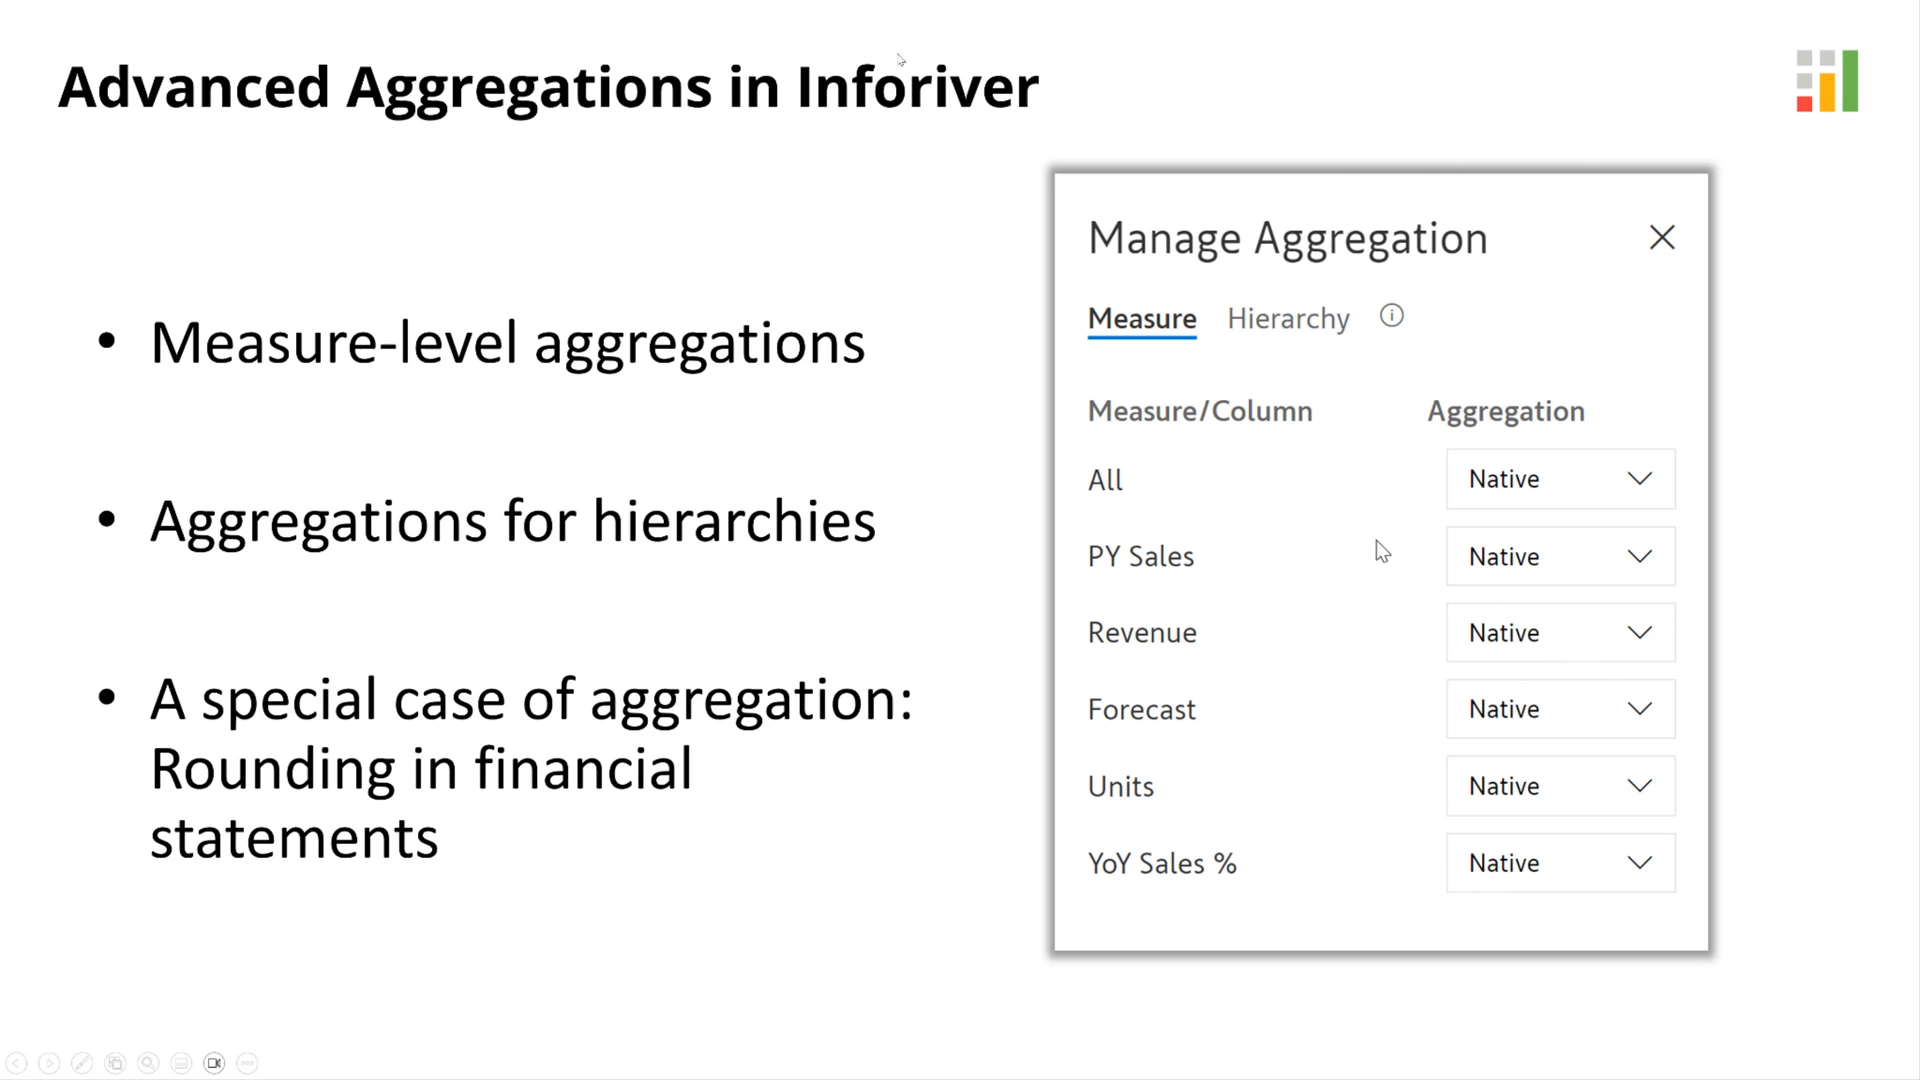 Advanced Aggregations in Inforiver
• Measure-level aggregations
• Aggregations for hierarchies
• A special case of aggregation:
Rounding in financial
statements
Manage Aggregation
Measure Hierarchy
Measure/Column Aggregation
All Native
PY Sales Native
Revenue Native
Forecast Native
Units Native
YoY Sales % Native